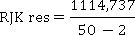 RJK res = 1114,737 / 50 − 2